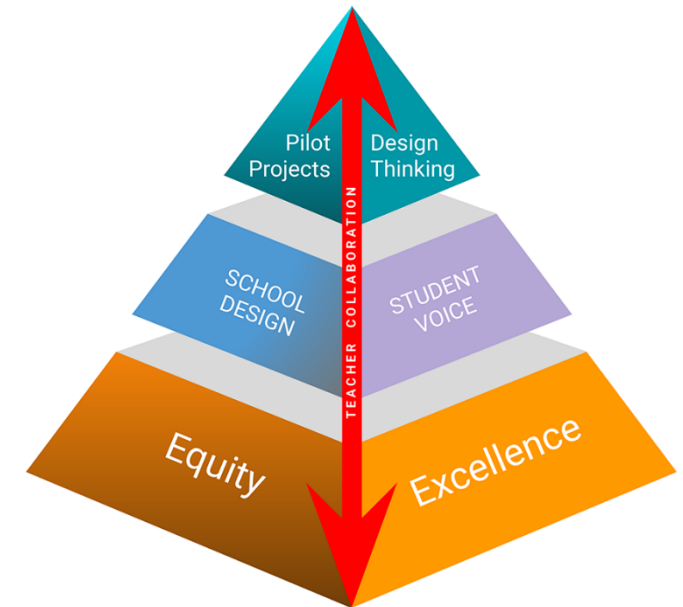 Pilot
Projects
Design
Thinking
TEACHER COLLABORATION
SCHOOL
DESIGN
STUDENT
VOICE
Equity
Excellence